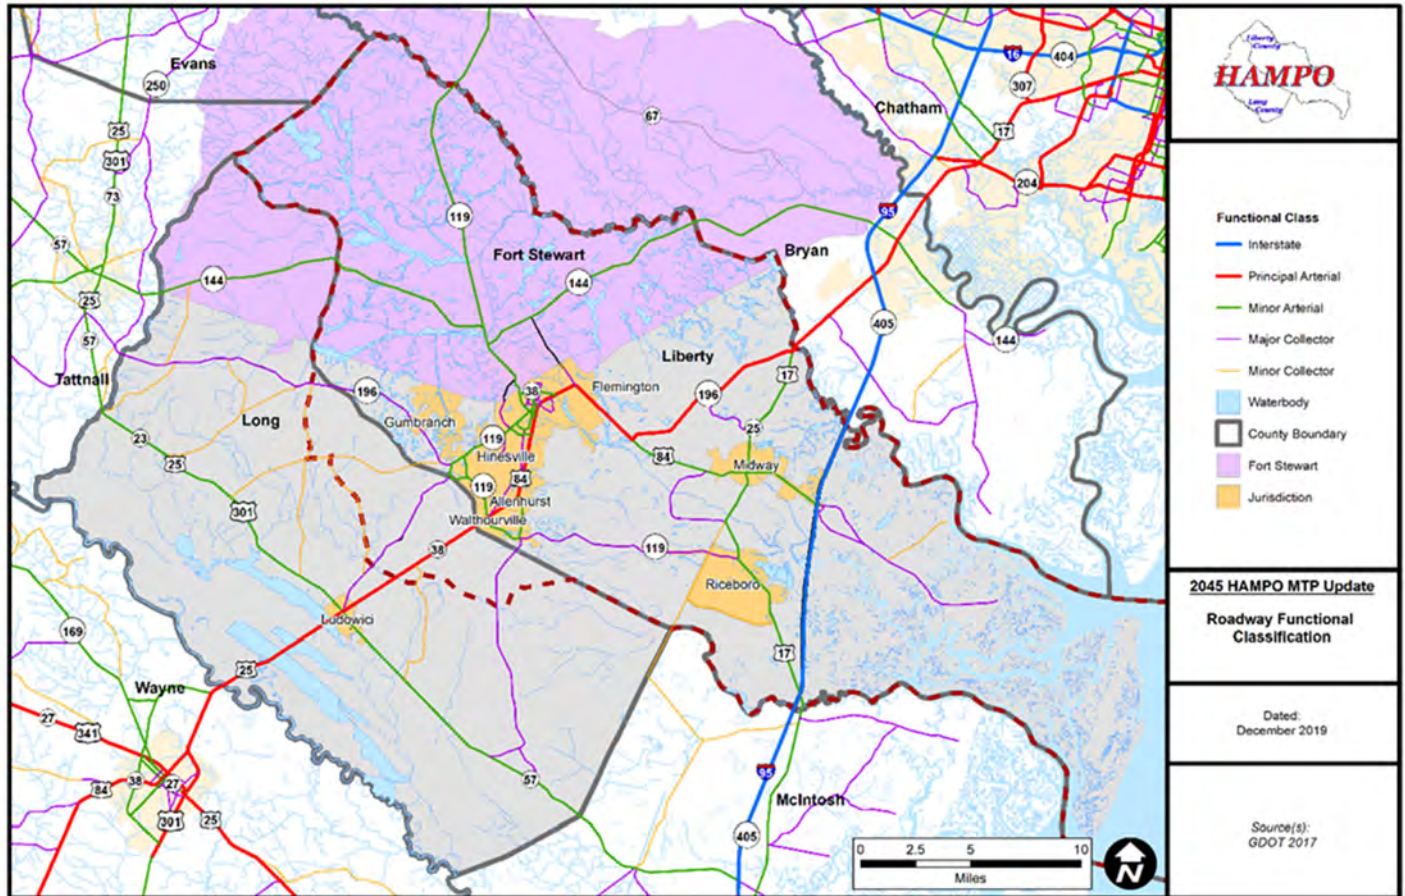 Evans
250
25
301
73
57
25
57
Tattnall
144
119
67
Fort Stewart
144
Chatham
16
404
307
17
204
95
Bryan
405
144
Liberty
17
196
25
Flemington
38
196
Gumbranch
119
Hinesville
84
84
Midway
119
Allenhurst
Walthourville
Long
23
25
301
38
119
Riceboro
Ludowici
17
25
169
Wayne
27
341
84
38
27
301
25
57
95
McIntosh
405
0 2.5 5 10
Miles
N
Liberty
County
HAMPO
Long
County
Functional Class
Interstate
Principal Arterial
Minor Arterial
Major Collector
Minor Collector
Waterbody
County Boundary
Fort Stewart
Jurisdiction
2045 HAMPO MTP Update
Roadway Functional
Classification
Dated:
December 2019
Source(s):
GDOT 2017